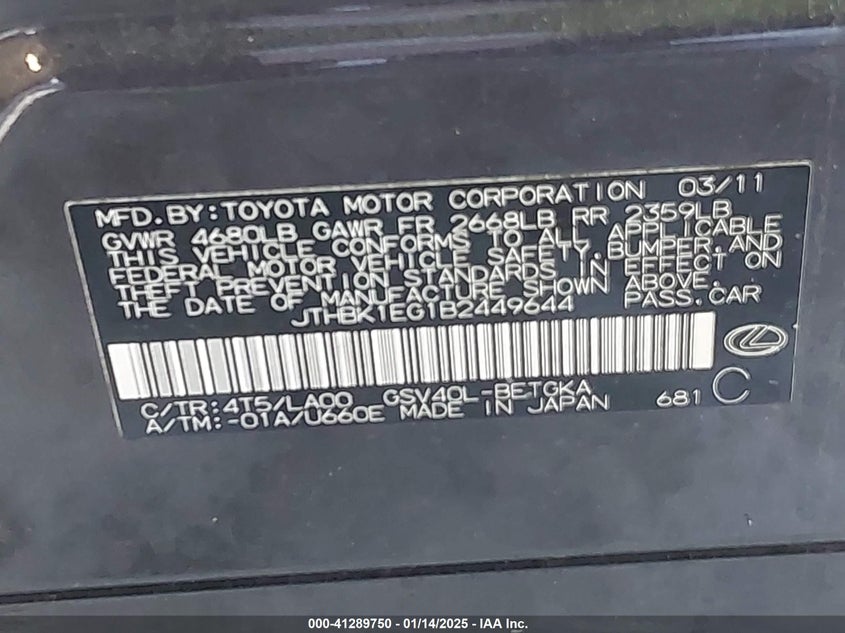 MFD.BY:TOYOTA MOTOR CORPORATION 03/11
GVWR 4680LB GAWR FR 2668LB RR 2359LB
THIS VEHICLE CONFORMS TO ALL APPLICABLE
FEDERAL MOTOR VEHICLE SAFETY,BUMPER,AND
THEFT PREVENTION STANDARDS IN EFFECT ON
THE DATE OF MANUFACTURE SHOWN ABOVE.
JTHBK1EG1B2449644 PASS.CAR
C/TR:4T5/LA00 GSV40L-BETGKA
A/TM:-01A/U660E MADE IN JAPAN 681 C
000-41289750 - 01/14/2025 - IAA Inc.